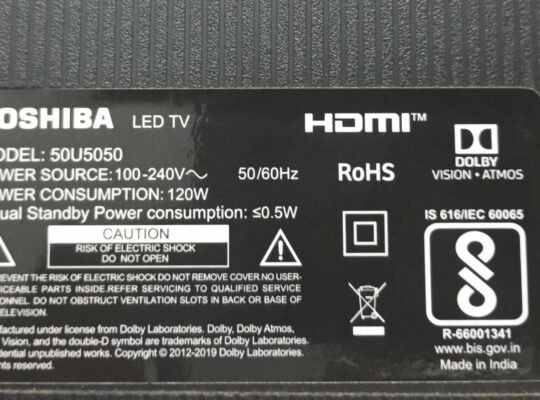 OSHIBA LED TV HDMI™
ODEL: 50U5050
WER SOURCE: 100-240V～ 50/60Hz
WER CONSUMPTION: 120W
ual Standby Power consumption: ≤0.5W
RoHS
DOLBY
VISION • ATMOS
CAUTION
RISK OF ELECTRIC SHOCK
DO NOT OPEN
REVENT THE RISK OF ELECTRIC SHOCK DO NOT REMOVE COVER.NO USER-
ICEABLE PARTS INSIDE.REFER SERVICING TO QUALIFIED SERVICE
ONNEL. DO NOT OBSTRUCT VENTILATION SLOTS IN BACK OR BASE OF
ELEVISION.
factured under license from Dolby Laboratories. Dolby, Dolby Atmos,
Vision, and the double-D symbol are trademarks of Dolby Laboratories.
dential unpublished works. Copyright © 2012-2019 Dolby Laboratories.
hts reserved.
IS 616/IEC 60065
R-66001341
www.bis.gov.in
Made in India